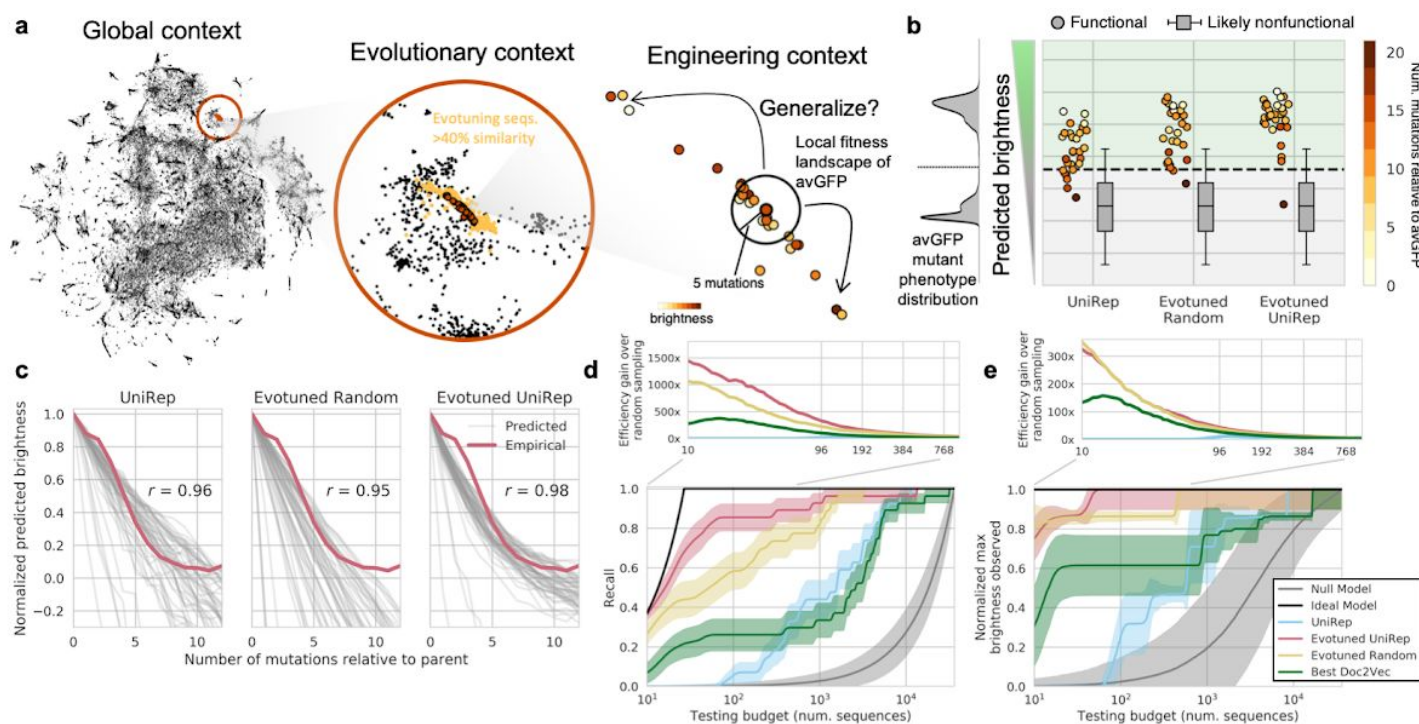 a
Global context
Evolutionary context
Evotuning seqs.
>40% similarity
Engineering context
Generalize?
Local fitness
landscape of
avGFP
5 mutations
brightness
avGFP
mutant
phenotype
distribution
b
Functional
Likely nonfunctional
Predicted brightness
UniRep
Evotuned
Random
Evotuned
UniRep
20
15
10
5
0
Num. mutations relative to avGFP
c
UniRep
Evotuned Random
Evotuned UniRep
Normalized predicted brightness
1.0
0.8
0.6
0.4
0.2
0.0
−0.2
r = 0.96
r = 0.95
Predicted
Empirical
r = 0.98
0 5 10
0 5 10
0 5 10
Number of mutations relative to parent
d
Efficiency gain over
random sampling
1500x
1000x
500x
0x
10 96 192 384 768
Recall
1.0
0.8
0.6
0.4
0.2
0.0
10¹ 10² 10³ 10⁴
Testing budget (num. sequences)
e
Efficiency gain over
random sampling
300x
200x
100x
0x
10 96 192 384 768
Normalized max
brightness observed
1.0
0.8
0.6
0.4
0.2
0.0
10¹ 10² 10³ 10⁴
Testing budget (num. sequences)
Null Model
Ideal Model
UniRep
Evotuned UniRep
Evotuned Random
Best Doc2Vec